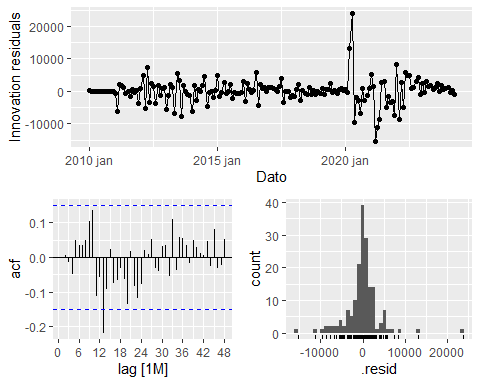 Innovation residuals
20000
10000
0
-10000
2010 jan
2015 jan
2020 jan
Dato
acf
0.1
0.0
-0.1
-0.2
0 6 12 18 24 30 36 42 48
lag [1M]
count
40
30
20
10
0
-10000 0 10000 20000
.resid